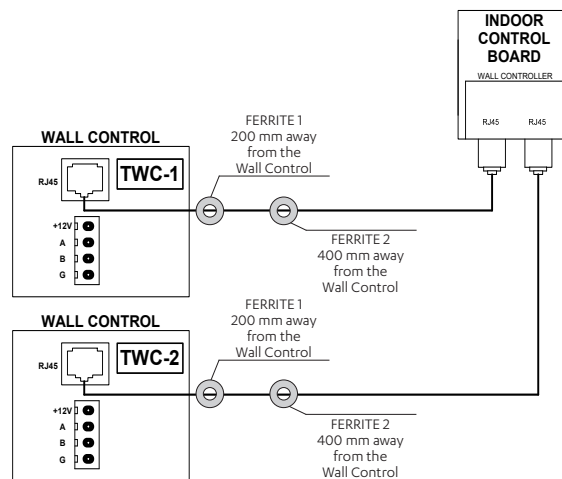 INDOOR
CONTROL
BOARD
WALL CONTROLLER
RJ45 RJ45
FERRITE 1
200 mm away
from the
Wall Control
WALL CONTROL
RJ45
TWC-1
+12V
A
B
G
FERRITE 2
400 mm away
from the
Wall Control
FERRITE 1
200 mm away
from the
Wall Control
WALL CONTROL
RJ45
TWC-2
+12V
A
B
G
FERRITE 2
400 mm away
from the
Wall Control